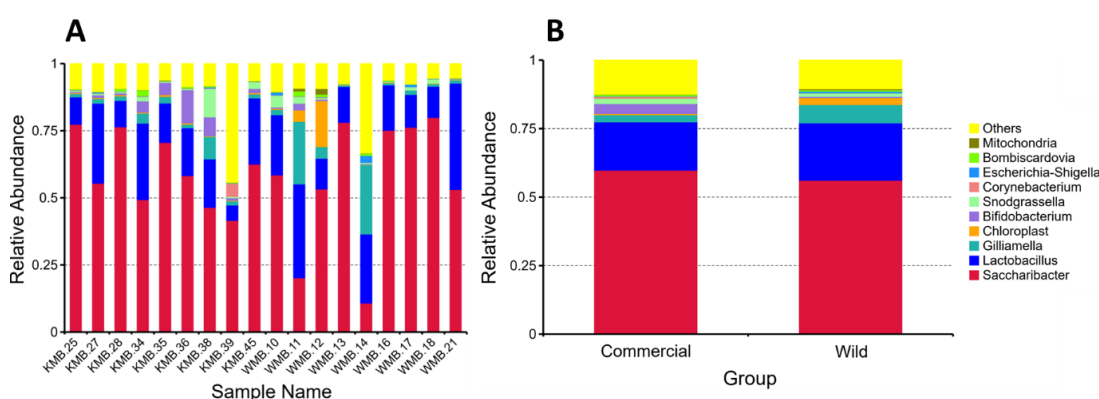 A
Relative Abundance
1
0.75
0.5
0.25
0
KMB.25
KMB.27
KMB.28
KMB.34
KMB.35
KMB.36
KMB.38
KMB.39
KMB.45
WMB.10
WMB.11
WMB.12
WMB.13
WMB.14
WMB.16
WMB.17
WMB.18
WMB.21
Sample Name
B
Relative Abundance
1
0.75
0.5
0.25
0
Commercial
Wild
Group
Others
Mitochondria
Bombiscardovia
Escherichia-Shigella
Corynebacterium
Snodgrassella
Bifidobacterium
Chloroplast
Gilliamella
Lactobacillus
Saccharibacter